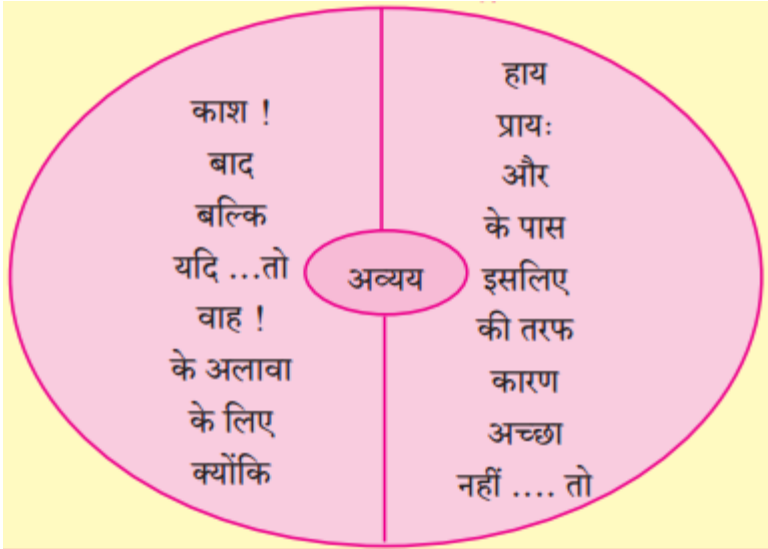 काश !
बाद
बल्कि
यदि ...तो
वाह !
के अलावा
के लिए
क्योंकि
अव्यय
हाय
प्रायः
और
के पास
इसलिए
की तरफ
कारण
अच्छा
नहीं .... तो